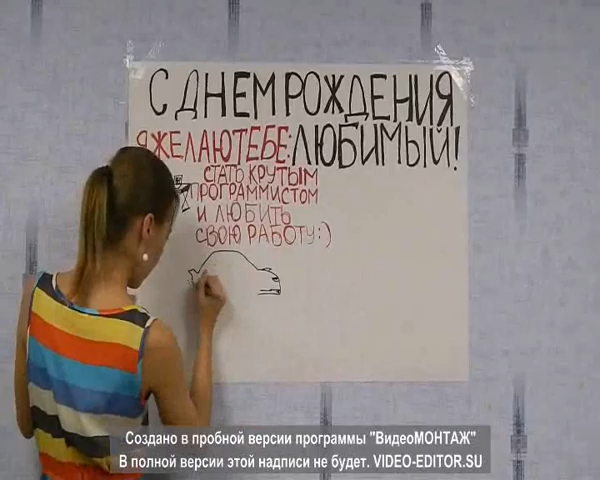 С ДНЕМ РОЖДЕНИЯ
ЛЮБИМЫЙ!
Я ЖЕЛАЮ ТЕБЕ:
СТАТЬ КРУТЫМ
ПРОГРАММИСТОМ
И ЛЮБИТЬ
СВОЮ РАБОТУ:)
Создано в пробной версии программы "ВидеоМОНТАЖ"
В полной версии этой надписи не будет. VIDEO-EDITOR.SU